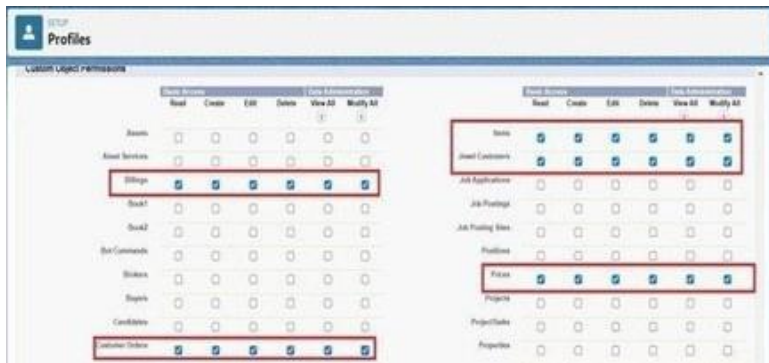 SETUP
Profiles
Custom Object Permissions
Basic Access Data Administration
Read Create Edit Delete View All Modify All
Assets
Asset Services
Billings
Book1
Book2
Bot Commands
Brokers
Buyers
Candidates
Customer Orders
Basic Access Data Administration
Read Create Edit Delete View All Modify All
Items
Jewel Customers
Job Applications
Job Postings
Job Posting Sites
Positions
Prices
Projects
ProjectTasks
Properties